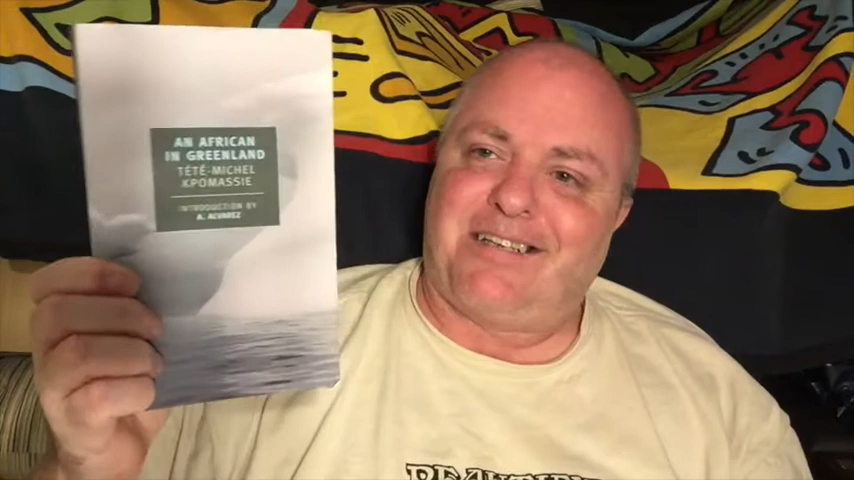 AN AFRICAN
IN GREENLAND
TÉTÉ-MICHEL
KPOMASSIE
INTRODUCTION BY
A. ALVAREZ